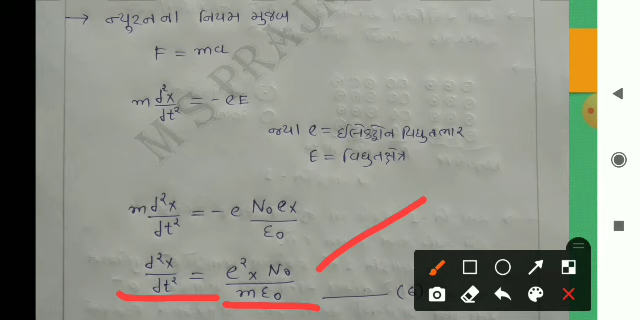 → ન્યુટનના નિયમ મુજબ
F = ma
m d²x/dt² = -eE
જ્યાં e = ઇલેક્ટ્રોન વિદ્યુતભાર
E = વિદ્યુતક્ષેત્ર
m d²x/dt² = -e N₀ex/ε₀
d²x/dt² = e²x N₀/mε₀